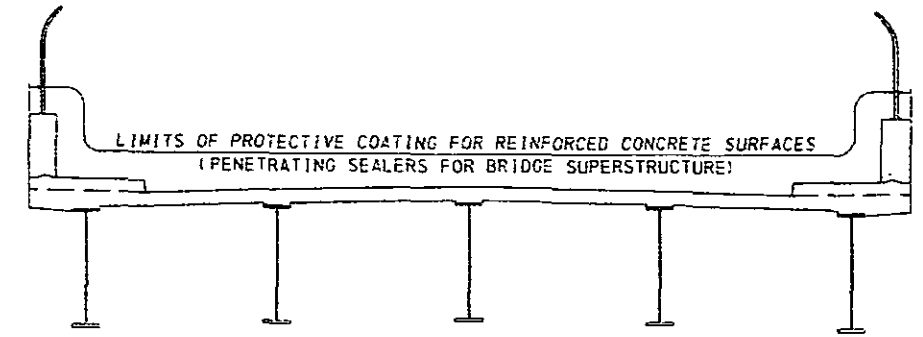 LIMITS OF PROTECTIVE COATING FOR REINFORCED CONCRETE SURFACES
(PENETRATING SEALERS FOR BRIDGE SUPERSTRUCTURE)